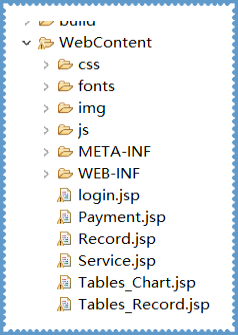 build
WebContent
css
fonts
img
js
META-INF
WEB-INF
login.jsp
Payment.jsp
Record.jsp
Service.jsp
Tables_Chart.jsp
Tables_Record.jsp